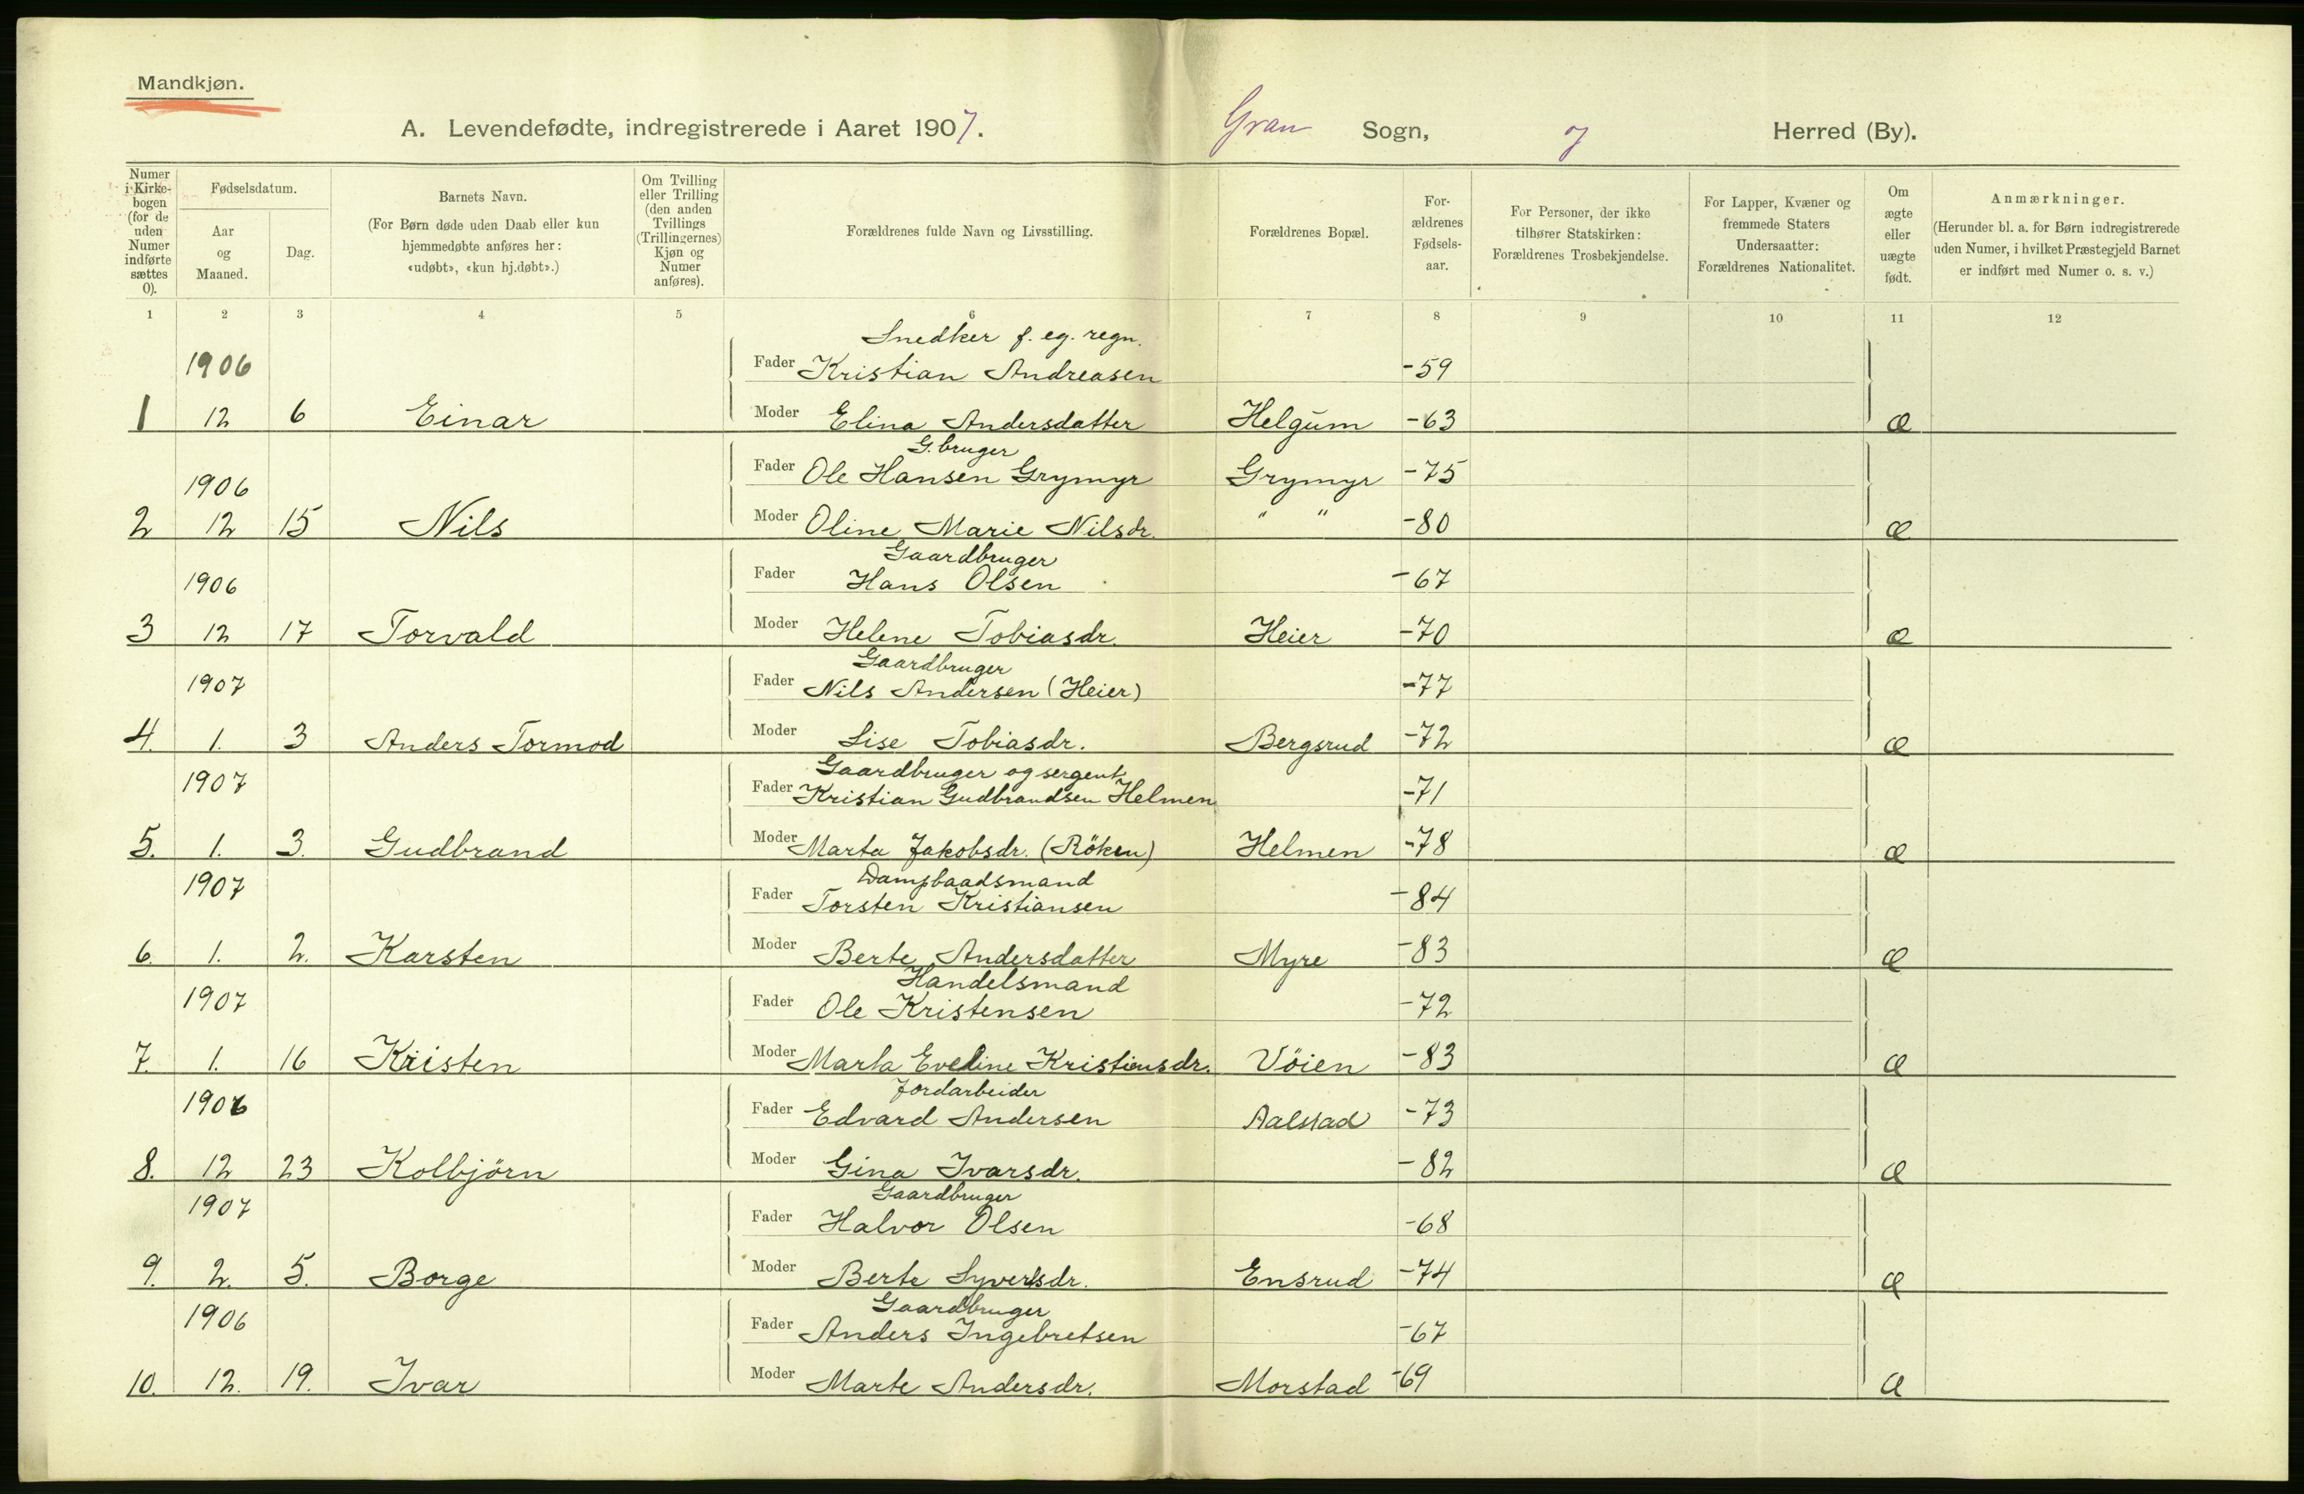 Mandkjøn.
A. Levendefødte, indregistrerede i Aaret 1907. Gran Sogn, og Herred (By).
Numer i Kirkebogen (for de uden Numer indførte sættes 0).
Fødselsdatum.
Aar og Maaned.
Dag.
Barnets Navn.
(For Børn døde uden Daab eller kun hjemmedøbte anføres her: «udøbt», «kun hj.døbt».)
Om Tvilling eller Trilling (den anden Tvillings (Trillingernes) Kjøn og Numer anføres).
Forældrenes fulde Navn og Livsstilling.
Forældrenes Bopæl.
Forældrenes Fødselsaar.
For Personer, der ikke tilhører Statskirken: Forældrenes Trosbekjendelse.
For Lapper, Kvæner og fremmede Staters Undersaatter: Forældrenes Nationalitet.
Om ægte eller uægte født.
Anmærkninger.
(Herunder bl. a. for Børn indregistrerede uden Numer, i hvilket Præstegjeld Barnet er indført med Numer o. s. v.)
1 2 3 4 5 6 7 8 9 10 11 12
Snedker f. eg. regn.
1906 Fader Kristian Andreasen -59
1 12 6 Einar Moder Elina Andersdatter Helgum -63 Æ
G.bruger
1906 Fader Ole Hansen Grymyr Grymyr -75
2 12 15 Nils Moder Oline Marie Nilsdr. " " -80 Æ
Gaardbruger
1906 Fader Hans Olsen -67
3 12 17 Torvald Moder Helene Tobiasdr. Heier -70 Æ
Gaardbruger
1907 Fader Nils Andersen (Heier) -77
4. 1. 3 Anders Tormod Moder Lise Tobiasdr. Bergsrud -72 Æ
Gaardbruger og sergent
1907 Fader Kristian Gudbrandsen Helmen -71
5. 1. 3. Gudbrand Moder Marta Jakobsdr. (Röken) Helmen -78 Æ
Dampbaadsmand
1907 Fader Torsten Kristiansen -84
6. 1. 2. Karsten Moder Berte Andersdatter Myre -83 Æ
Handelsmand
1907 Fader Ole Kristensen -72
7. 1. 16 Kristen Moder Marta Eveline Kristiansdr. Vöien -83 Æ
Jordarbeider
1906 Fader Edvard Andersen Aalstad -73
8. 12 23 Kolbjörn Moder Gina Ivarsdr. -82 Æ
Gaardbruger
1907 Fader Halvor Olsen -68
9. 2. 5. Borge Moder Berte Syversdr. Ensrud -74 Æ
Gaardbruger
1906 Fader Anders Ingebretsen -67
10. 12. 19. Ivar Moder Marte Andersdr. Morstad -69 Æ